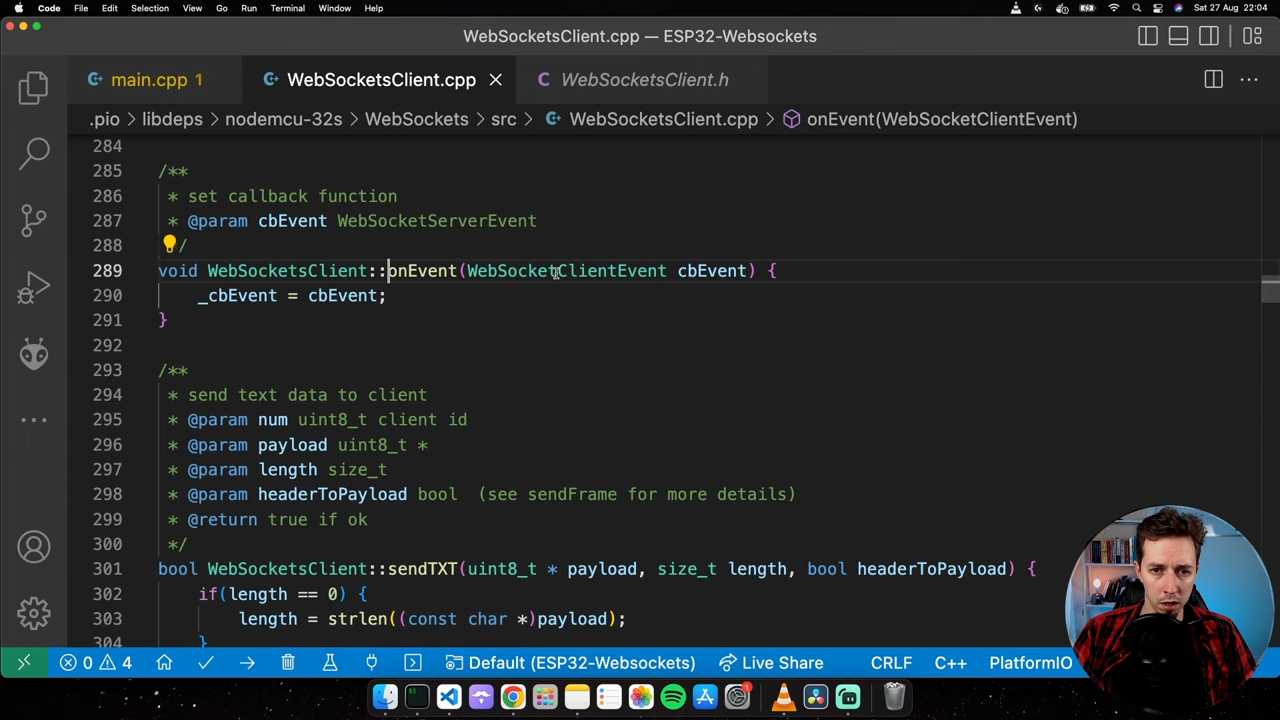 Code File Edit Selection View Go Run Terminal Window Help Sat 27 Aug 22:04
WebSocketsClient.cpp — ESP32-Websockets
main.cpp 1 WebSocketsClient.cpp WebSocketsClient.h
.pio > libdeps > nodemcu-32s > WebSockets > src > WebSocketsClient.cpp > onEvent(WebSocketClientEvent)
284
285 /**
286 * set callback function
287 * @param cbEvent WebSocketServerEvent
288 /
289 void WebSocketsClient::onEvent(WebSocketClientEvent cbEvent) {
290 _cbEvent = cbEvent;
291 }
292
293 /**
294 * send text data to client
295 * @param num uint8_t client id
296 * @param payload uint8_t *
297 * @param length size_t
298 * @param headerToPayload bool (see sendFrame for more details)
299 * @return true if ok
300 */
301 bool WebSocketsClient::sendTXT(uint8_t * payload, size_t length, bool headerToPayload) {
302 if(length == 0) {
303 length = strlen((const char *)payload);
304 }
0 4 Default (ESP32-Websockets) Live Share CRLF C++ PlatformIO